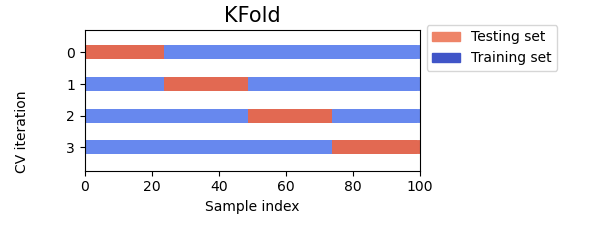 KFold
Testing set
Training set
0
1
2
3
CV iteration
0 20 40 60 80 100
Sample index